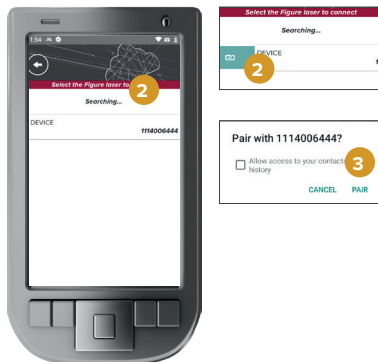 1:54
Select the Figure laser to
2
Searching...
DEVICE
1114006444
Select the Figure laser to connect
Searching...
DEVICE
2
Pair with 1114006444?
Allow access to your contacts
history
3
CANCEL PAIR